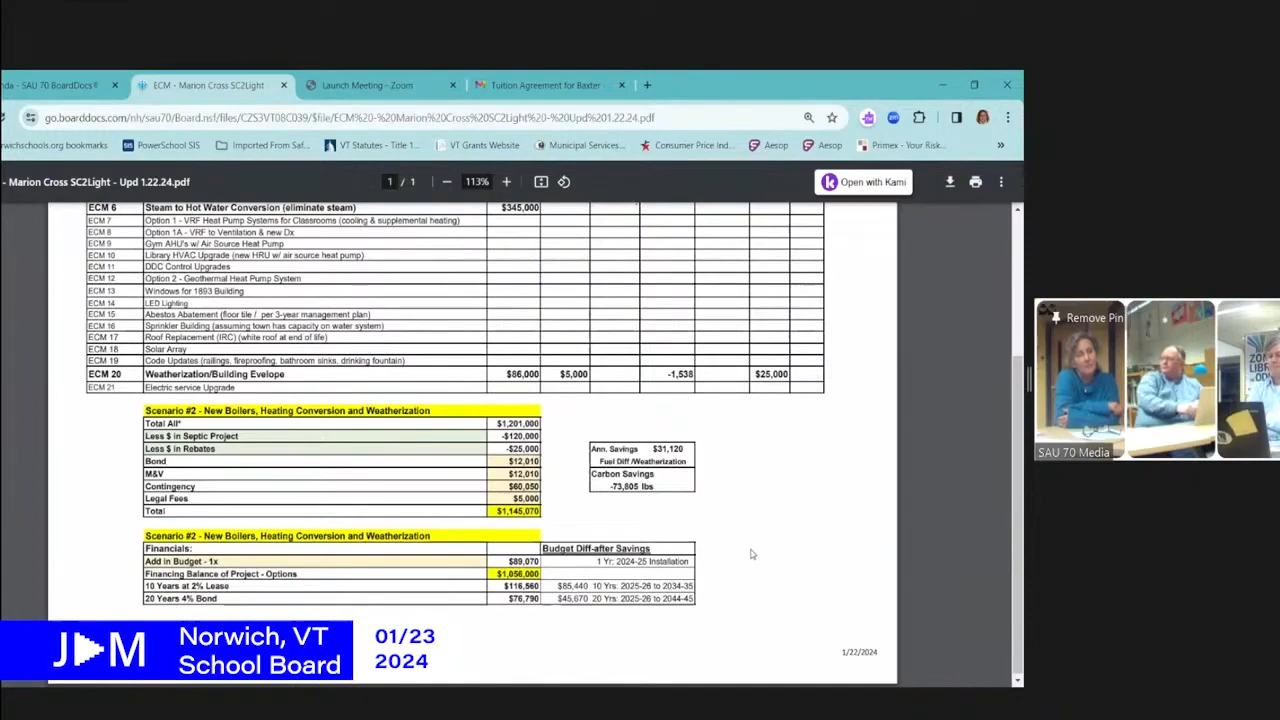 nda - SAU 70 BoardDocs®
ECM - Marion Cross SC2Light
Launch Meeting - Zoom
Tuition Agreement for Baxter
go.boarddocs.com/nh/sau70/Board.nsf/files/CZS3VT08C039/$file/ECM%20-%20Marion%20Cross%20SC2Light%20-%20Upd%201.22.24.pdf
rwichschools.org bookmarks
PowerSchool SIS
Imported From Saf...
VT Statutes - Title 1...
VT Grants Website
Municipal Services...
Consumer Price Ind...
Aesop
Aesop
Primex - Your Risk...
- Marion Cross SC2Light - Upd 1.22.24.pdf
1 / 1
113%
Open with Kami
ECM 6 Steam to Hot Water Conversion (eliminate steam) $345,000
ECM 7 Option 1 - VRF Heat Pump Systems for Classrooms (cooling & supplemental heating)
ECM 8 Option 1A - VRF to Ventilation & new Dx
ECM 9 Gym AHU's w/ Air Source Heat Pump
ECM 10 Library HVAC Upgrade (new HRU w/ air source heat pump)
ECM 11 DDC Control Upgrades
ECM 12 Option 2 - Geothermal Heat Pump System
ECM 13 Windows for 1893 Building
ECM 14 LED Lighting
ECM 15 Abestos Abatement (floor tile / per 3-year management plan)
ECM 16 Sprinkler Building (assuming town has capacity on water system)
ECM 17 Roof Replacement (IRC) (white roof at end of life)
ECM 18 Solar Array
ECM 19 Code Updates (railings, fireproofing, bathroom sinks, drinking fountain)
ECM 20 Weatherization/Building Evelope $86,000 $5,000 -1,538 $25,000
ECM 21 Electric service Upgrade
Scenario #2 - New Boilers, Heating Conversion and Weatherization
Total All* $1,201,000
Less $ in Septic Project -$120,000
Less $ in Rebates -$25,000
Bond $12,010
M&V $12,010
Contingency $60,050
Legal Fees $5,000
Total $1,145,070
Ann. Savings $31,120
Fuel Diff /Weatherization
Carbon Savings
-73,805 lbs
Scenario #2 - New Boilers, Heating Conversion and Weatherization
Financials: Budget Diff-after Savings
Add in Budget - 1x $89,070 1 Yr: 2024-25 Installation
Financing Balance of Project - Options $1,056,000
10 Years at 2% Lease $116,560 $85,440 10 Yrs: 2025-26 to 2034-35
20 Years 4% Bond $76,790 $45,670 20 Yrs: 2025-26 to 2044-45
1/22/2024
Remove Pin
SAU 70 Media
J M
Norwich, VT
School Board
01/23
2024